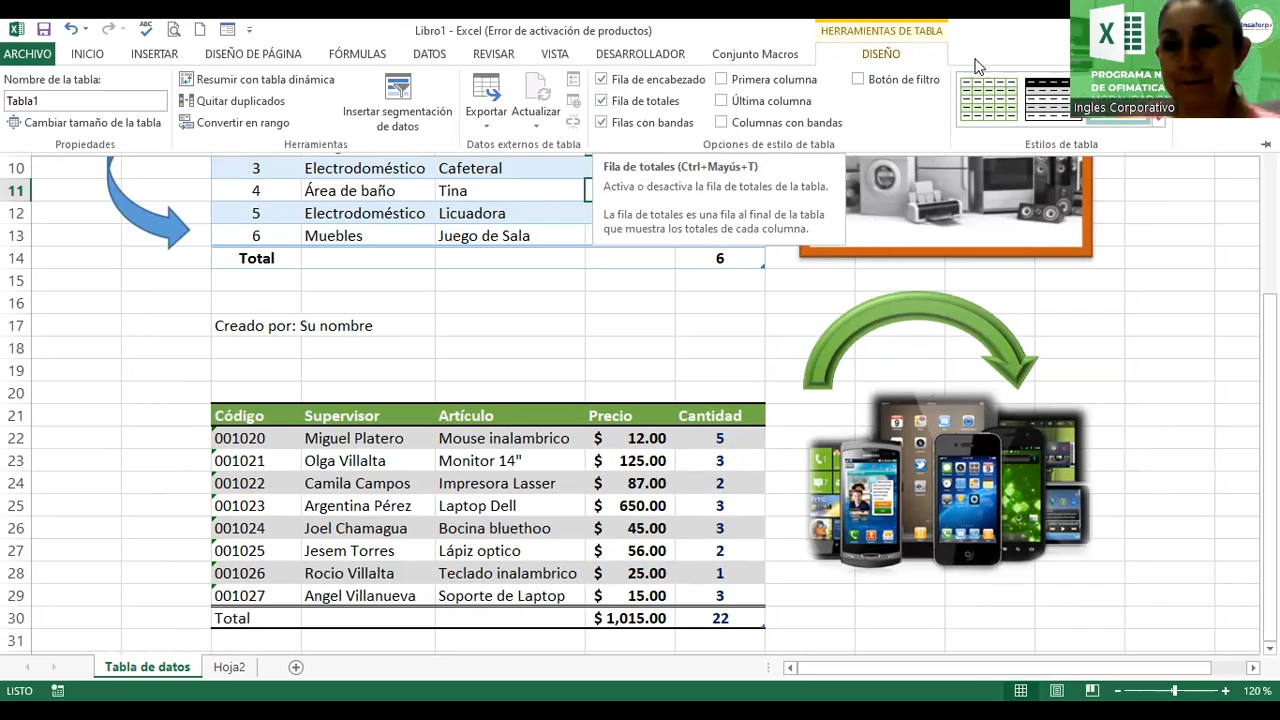 Libro1 - Excel (Error de activación de productos)
HERRAMIENTAS DE TABLA
ARCHIVO INICIO INSERTAR DISEÑO DE PÁGINA FÓRMULAS DATOS REVISAR VISTA DESARROLLADOR Conjunto Macros DISEÑO
Nombre de la tabla:
Tabla1
Cambiar tamaño de la tabla
Propiedades
Resumir con tabla dinámica
Quitar duplicados
Convertir en rango
Insertar segmentación
de datos
Herramientas
Exportar Actualizar
Datos externos de tabla
Fila de encabezado Primera columna Botón de filtro
Fila de totales Última columna
Filas con bandas Columnas con bandas
Opciones de estilo de tabla
Estilos de tabla
PROGRAMA N
DE OFIMÁTICA
Ingles Corporativo
Insaforp
Fila de totales (Ctrl+Mayús+T)
Activa o desactiva la fila de totales de la tabla.
La fila de totales es una fila al final de la tabla
que muestra los totales de cada columna.
10 3 Electrodoméstico Cafeteral
11 4 Área de baño Tina
12 5 Electrodoméstico Licuadora
13 6 Muebles Juego de Sala
14 Total 6
15
16
17 Creado por: Su nombre
18
19
20
21 Código Supervisor Artículo Precio Cantidad
22 001020 Miguel Platero Mouse inalambrico $ 12.00 5
23 001021 Olga Villalta Monitor 14" $ 125.00 3
24 001022 Camila Campos Impresora Lasser $ 87.00 2
25 001023 Argentina Pérez Laptop Dell $ 650.00 3
26 001024 Joel Chicagua Bocina bluethoo $ 45.00 3
27 001025 Jesem Torres Lápiz optico $ 56.00 2
28 001026 Rocio Villalta Teclado inalambrico $ 25.00 1
29 001027 Angel Villanueva Soporte de Laptop $ 15.00 3
30 Total $ 1,015.00 22
31
Tabla de datos Hoja2
LISTO
120 %